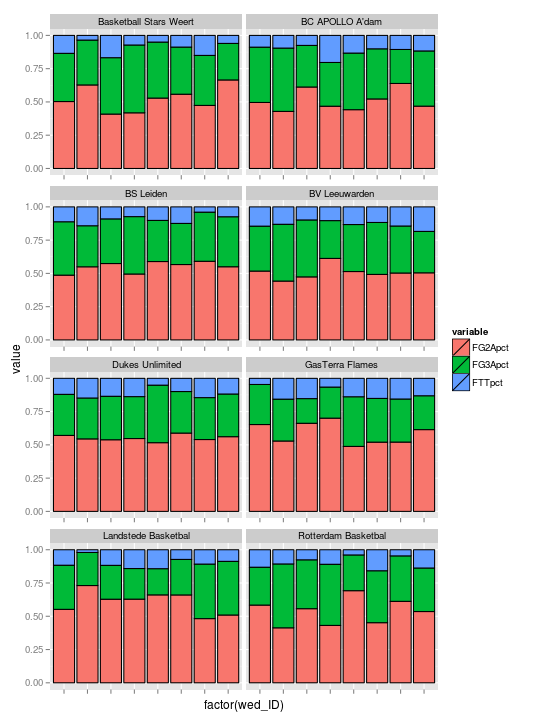 Basketball Stars Weert
BC APOLLO A'dam
1.00
0.75
0.50
0.25
0.00
BS Leiden
BV Leeuwarden
1.00
0.75
0.50
0.25
0.00
Dukes Unlimited
GasTerra Flames
1.00
0.75
0.50
0.25
0.00
Landstede Basketbal
Rotterdam Basketbal
1.00
0.75
0.50
0.25
0.00
value
factor(wed_ID)
variable
FG2Apct
FG3Apct
FTTpct